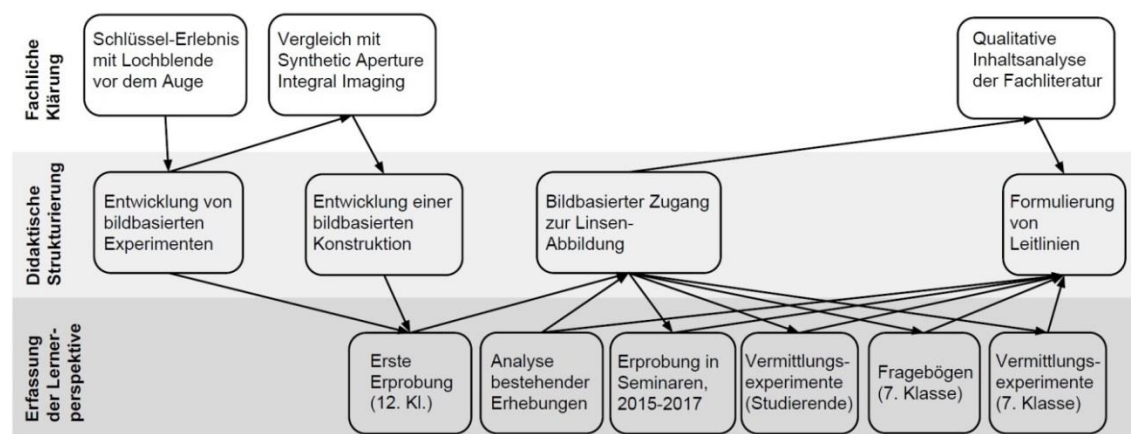 Fachliche
Klärung
Schlüssel-Erlebnis
mit Lochblende
vor dem Auge
Vergleich mit
Synthetic Aperture
Integral Imaging
Qualitative
Inhaltsanalyse
der Fachliteratur
Didaktische
Strukturierung
Entwicklung von
bildbasierten
Experimenten
Entwicklung einer
bildbasierten
Konstruktion
Bildbasierter Zugang
zur Linsen-
Abbildung
Formulierung
von
Leitlinien
Erfassung
der Lerner-
perspektive
Erste
Erprobung
(12. Kl.)
Analyse
bestehender
Erhebungen
Erprobung in
Seminaren,
2015-2017
Vermittlungs-
experimente
(Studierende)
Fragebögen
(7. Klasse)
Vermittlungs-
experimente
(7. Klasse)